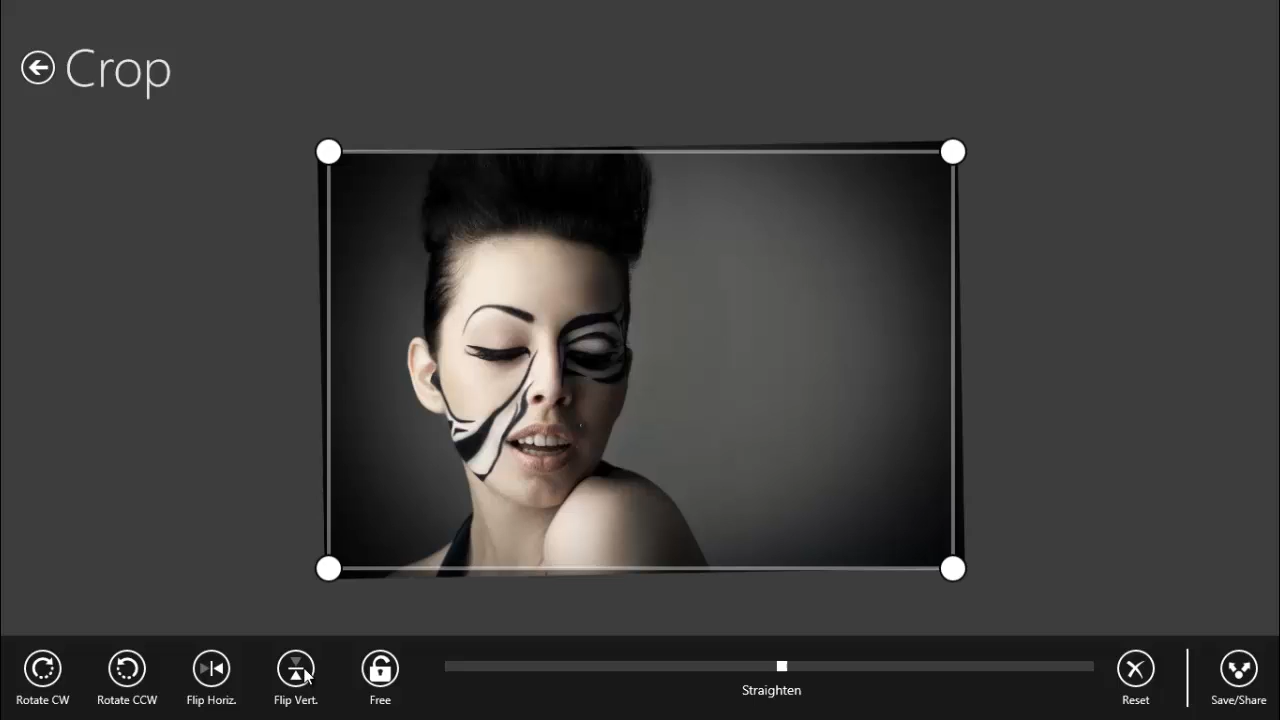 Crop
Rotate CW
Rotate CCW
Flip Horiz.
Flip Vert.
Free
Straighten
Reset
Save/Share